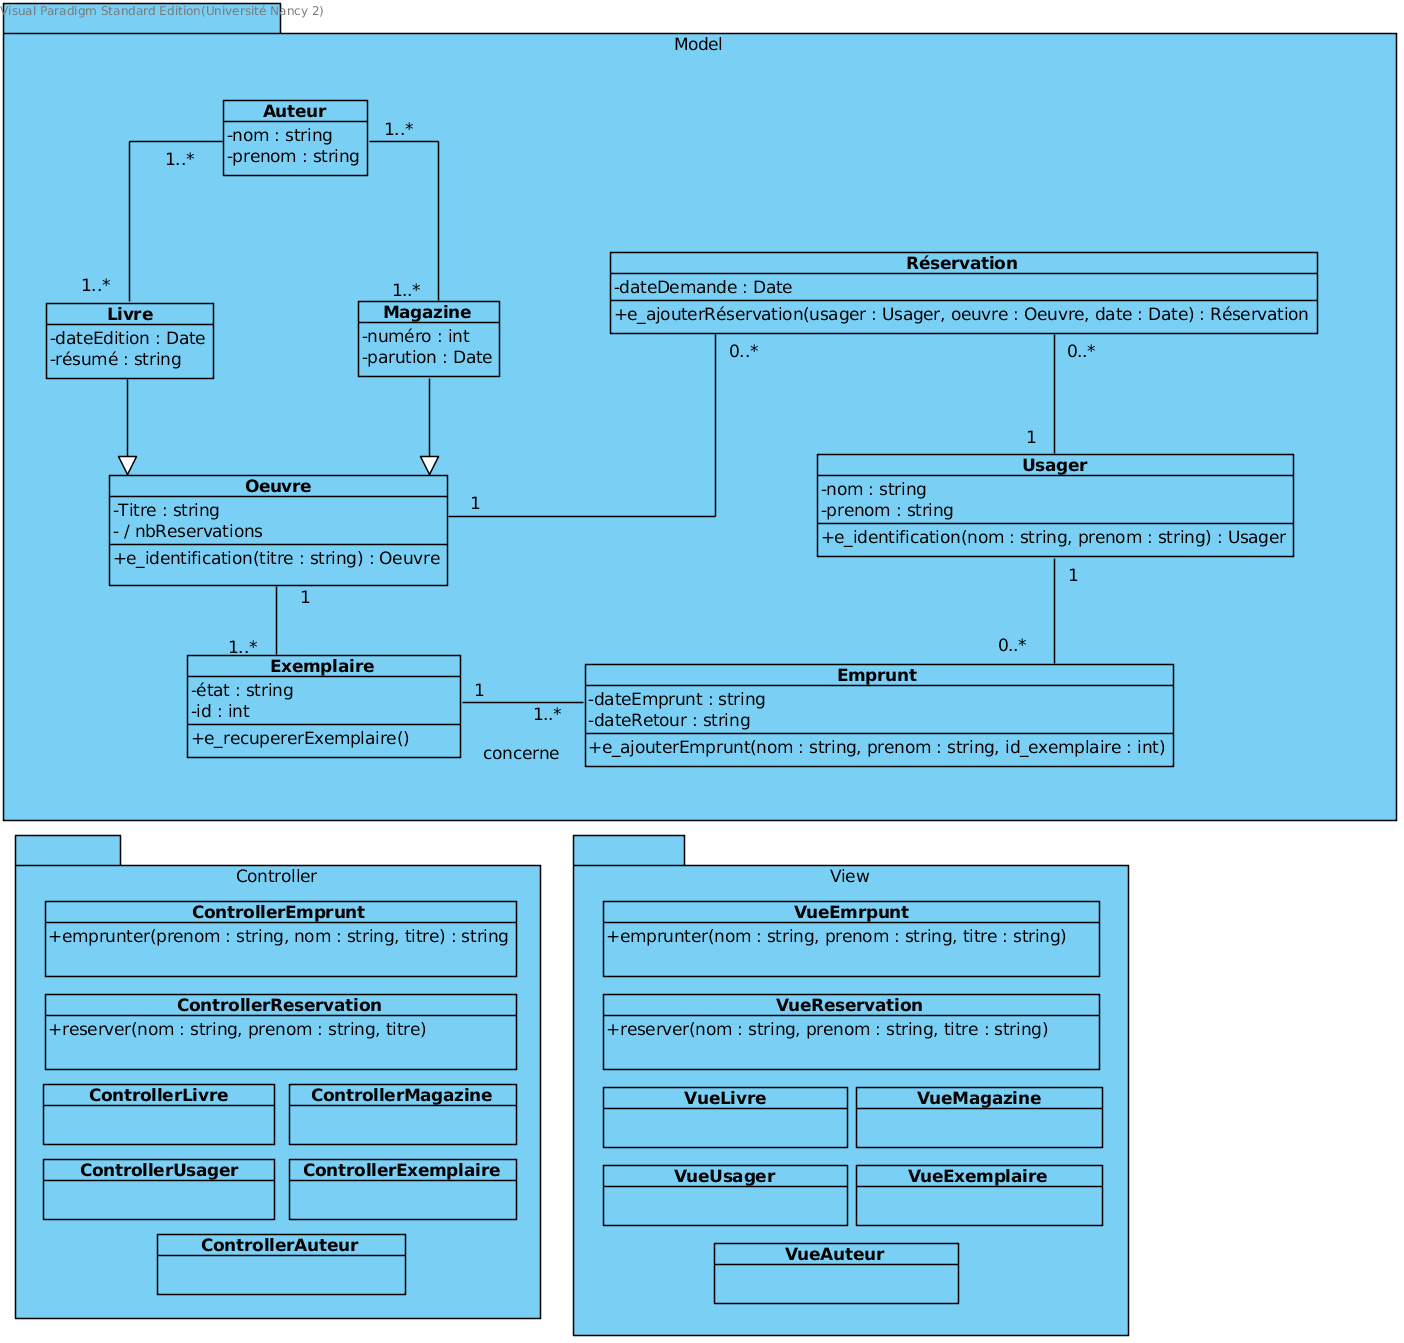 Visual Paradigm Standard Edition(Université Nancy 2)
Model
Auteur
-nom : string
-prenom : string
1..*
1..*
1..*
1..*
Livre
-dateEdition : Date
-résumé : string
Magazine
-numéro : int
-parution : Date
Réservation
-dateDemande : Date
+e_ajouterRéservation(usager : Usager, oeuvre : Oeuvre, date : Date) : Réservation
0..*
0..*
1
1
Usager
-nom : string
-prenom : string
+e_identification(nom : string, prenom : string) : Usager
Oeuvre
-Titre : string
- / nbReservations
+e_identification(titre : string) : Oeuvre
1
1..*
1
0..*
Exemplaire
-état : string
-id : int
+e_recupererExemplaire()
1
1..*
concerne
Emprunt
-dateEmprunt : string
-dateRetour : string
+e_ajouterEmprunt(nom : string, prenom : string, id_exemplaire : int)
Controller
ControllerEmprunt
+emprunter(prenom : string, nom : string, titre) : string
ControllerReservation
+reserver(nom : string, prenom : string, titre)
ControllerLivre
ControllerMagazine
ControllerUsager
ControllerExemplaire
ControllerAuteur
View
VueEmrpunt
+emprunter(nom : string, prenom : string, titre : string)
VueReservation
+reserver(nom : string, prenom : string, titre : string)
VueLivre
VueMagazine
VueUsager
VueExemplaire
VueAuteur